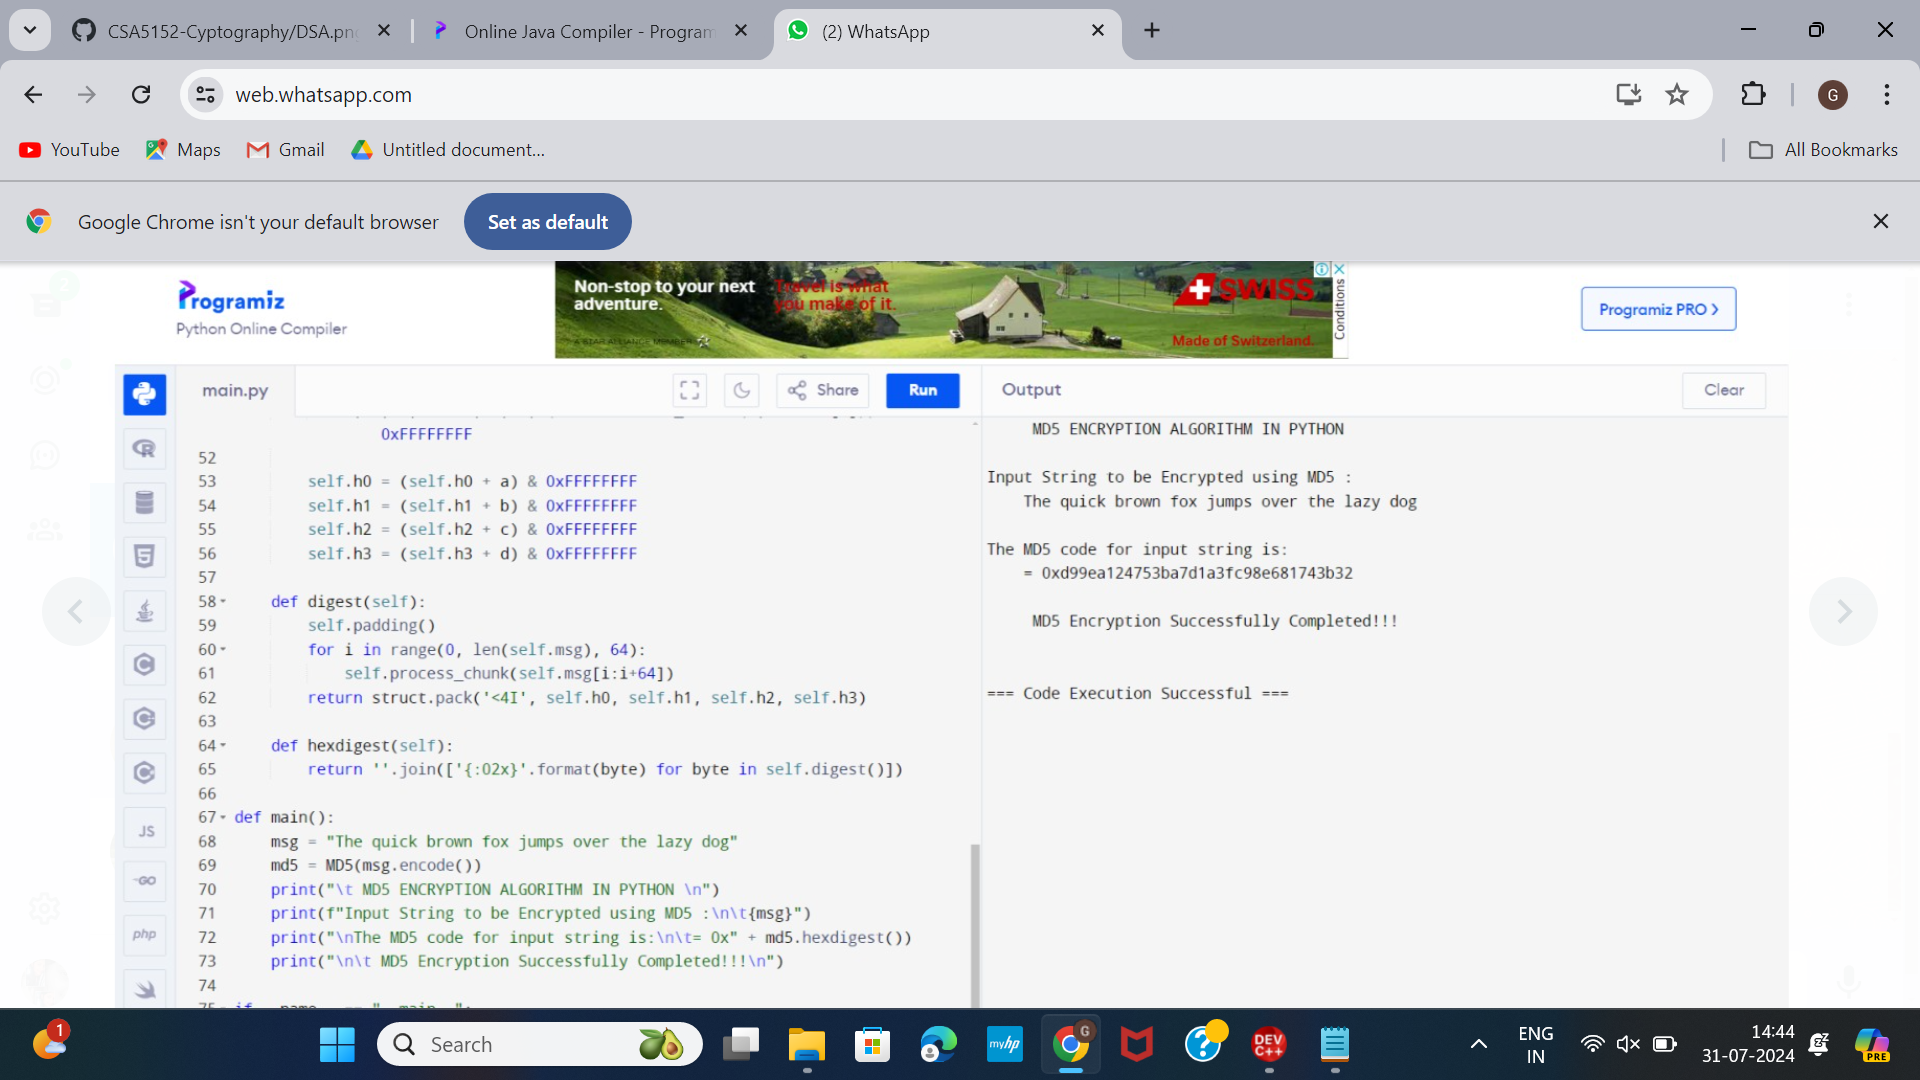 CSA5152-Cyptography/DSA.pn
Online Java Compiler - Program
(2) WhatsApp
web.whatsapp.com
G
YouTube
Maps
Gmail
Untitled document...
All Bookmarks
Google Chrome isn't your default browser
Set as default
Programiz
Python Online Compiler
Non-stop to your next
adventure.
Travel is what
you make of it.
A STAR ALLIANCE MEMBER
SWISS
Made of Switzerland.
Conditions
Programiz PRO >
main.py
Share
Run
Output
Clear
0xFFFFFFFF
52
53 self.h0 = (self.h0 + a) & 0xFFFFFFFF
54 self.h1 = (self.h1 + b) & 0xFFFFFFFF
55 self.h2 = (self.h2 + c) & 0xFFFFFFFF
56 self.h3 = (self.h3 + d) & 0xFFFFFFFF
57
58 def digest(self):
59 self.padding()
60 for i in range(0, len(self.msg), 64):
61 self.process_chunk(self.msg[i:i+64])
62 return struct.pack('<4I', self.h0, self.h1, self.h2, self.h3)
63
64 def hexdigest(self):
65 return ''.join(['{:02x}'.format(byte) for byte in self.digest()])
66
67 def main():
68 msg = "The quick brown fox jumps over the lazy dog"
69 md5 = MD5(msg.encode())
70 print("\t MD5 ENCRYPTION ALGORITHM IN PYTHON \n")
71 print(f"Input String to be Encrypted using MD5 :\n\t{msg}")
72 print("\nThe MD5 code for input string is:\n\t= 0x" + md5.hexdigest())
73 print("\n\t MD5 Encryption Successfully Completed!!!\n")
74
MD5 ENCRYPTION ALGORITHM IN PYTHON
Input String to be Encrypted using MD5 :
The quick brown fox jumps over the lazy dog
The MD5 code for input string is:
= 0xd99ea124753ba7d1a3fc98e681743b32
MD5 Encryption Successfully Completed!!!
=== Code Execution Successful ===
JS
GO
php
1
Search
myhp
G
DEV
C++
ENG
IN
14:44
31-07-2024
PRE